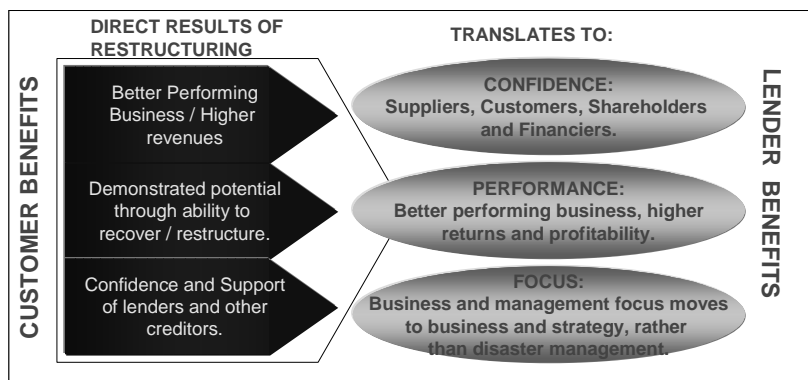 DIRECT RESULTS OF
RESTRUCTURING
TRANSLATES TO:
CUSTOMER BENEFITS
Better Performing
Business / Higher
revenues
Demonstrated potential
through ability to
recover / restructure.
Confidence and Support
of lenders and other
creditors.
CONFIDENCE:
Suppliers, Customers, Shareholders
and Financiers.
PERFORMANCE:
Better performing business, higher
returns and profitability.
FOCUS:
Business and management focus moves
to business and strategy, rather
than disaster management.
LENDER BENEFITS